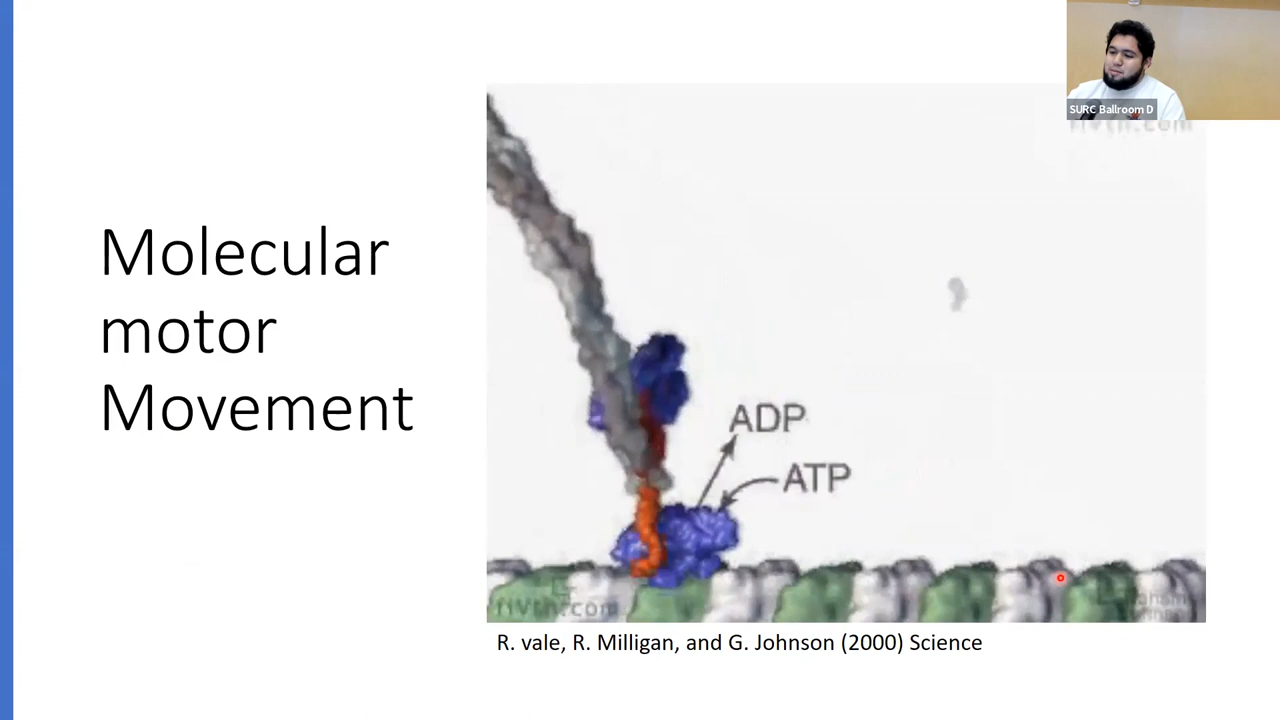 SURC Ballroom D
Molecular
motor
Movement
ADP
ATP
R. vale, R. Milligan, and G. Johnson (2000) Science